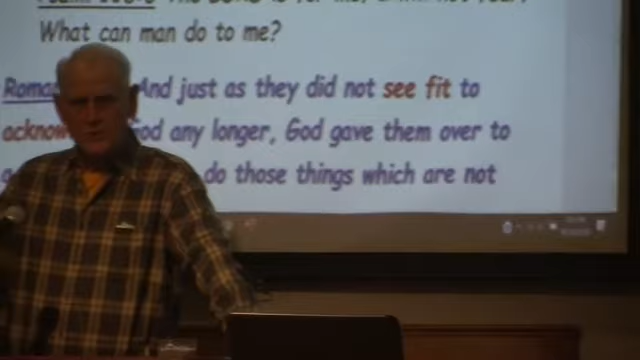 What can man do to me?
And just as they did not see fit to
God any longer, God gave them over to
do those things which are not